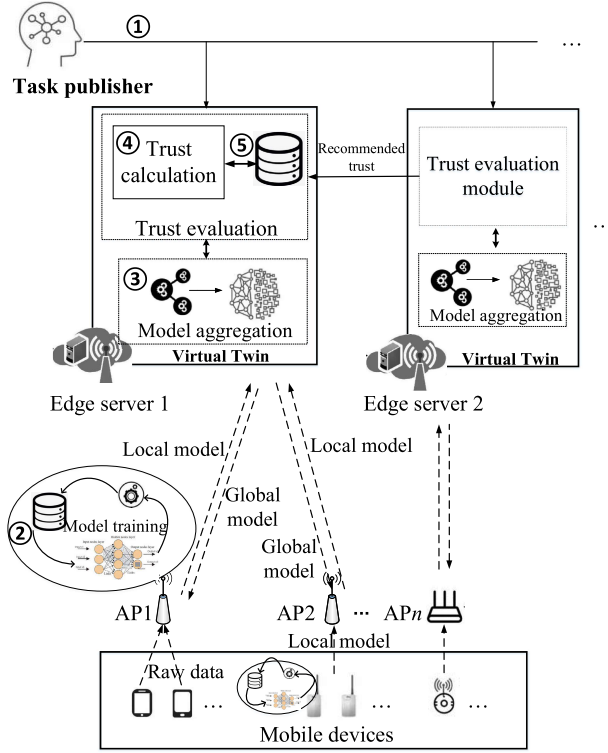 ①
...
Task publisher
④
⑤
Trust
calculation
Recommended
trust
Trust evaluation
module
Trust evaluation
...
③
Model aggregation
Model aggregation
Virtual Twin
Virtual Twin
Edge server 1
Edge server 2
Local model
Local model
Global
model
②
Model training
Global
model
AP1
AP2
...
APn
Local model
Raw data
...
...
...
Mobile devices